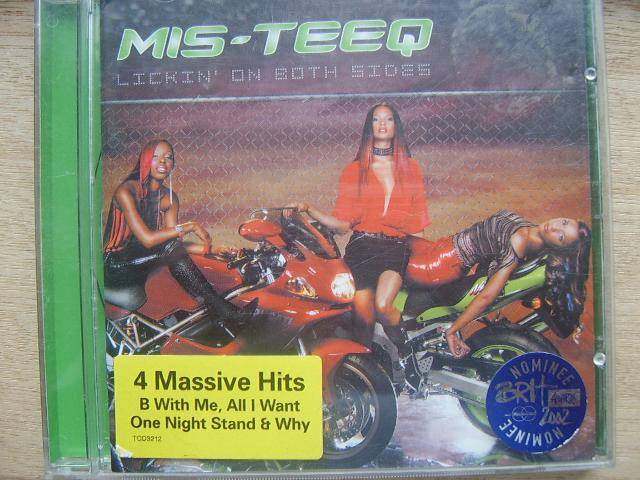 MIS-TEEQ
LICKIN' ON BOTH SIDES
4 Massive Hits
B With Me, All I Want
One Night Stand & Why
TCD3212
NOMINEE
BRIT
2002
NOMINEE